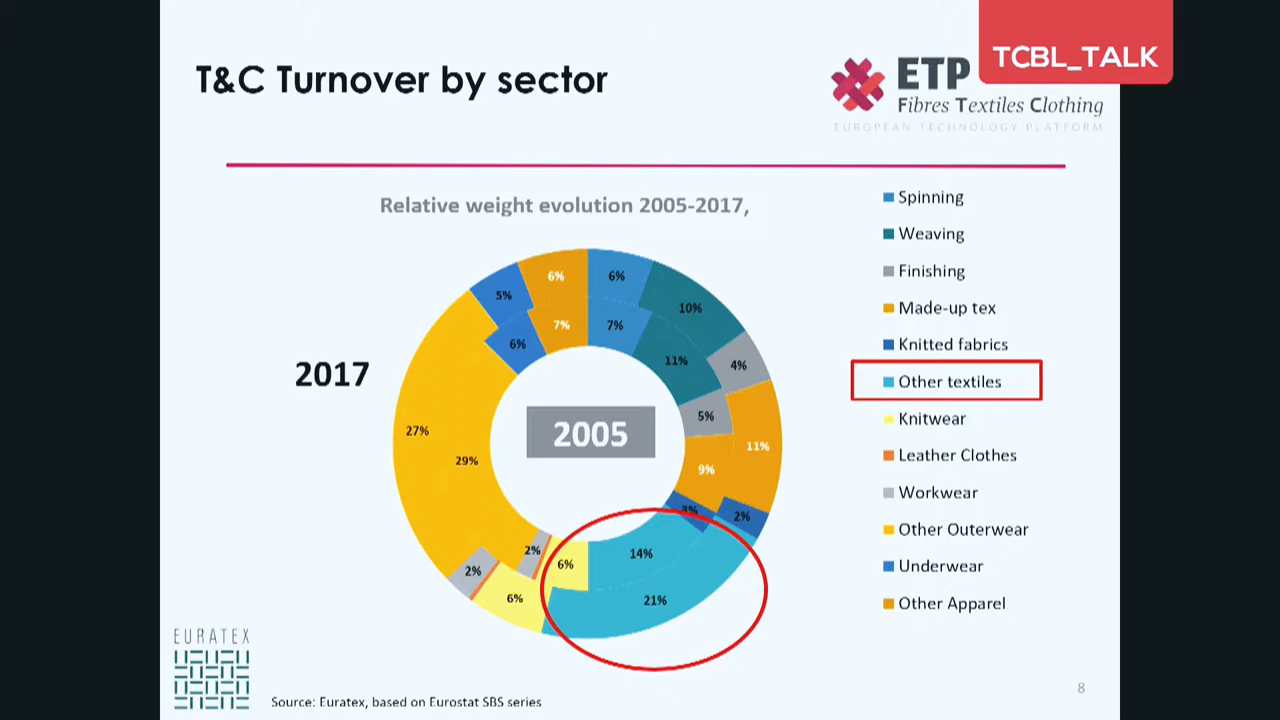 TCBL_TALK
T&C Turnover by sector
ETP
Fibres Textiles Clothing
EUROPEAN TECHNOLOGY PLATFORM
Relative weight evolution 2005-2017,
Spinning
Weaving
Finishing
Made-up tex
Knitted fabrics
Other textiles
Knitwear
Leather Clothes
Workwear
Other Outerwear
Underwear
Other Apparel
2017
2005
6%
10%
4%
11%
2%
21%
6%
2%
27%
5%
6%
7%
11%
5%
9%
3%
14%
6%
2%
29%
6%
7%
EURATEX
Source: Euratex, based on Eurostat SBS series
8